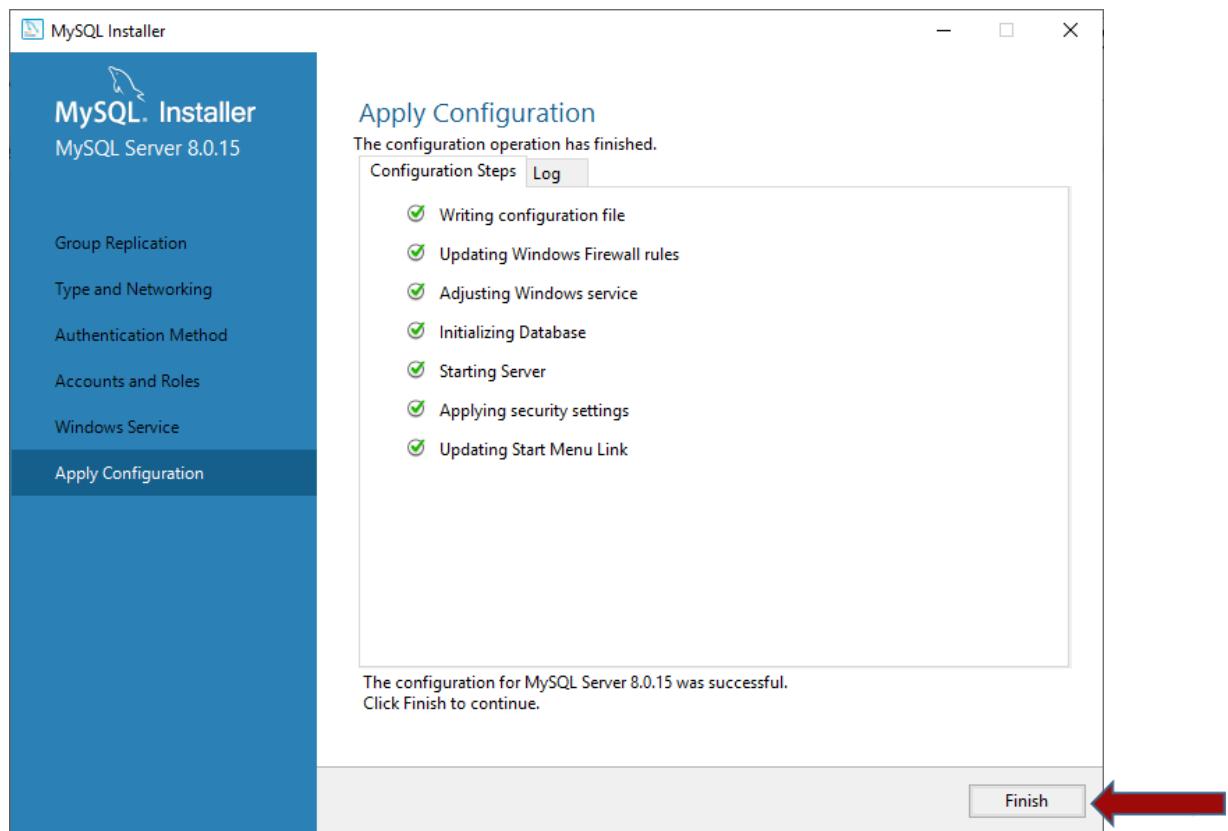 MySQL Installer
MySQL. Installer
MySQL Server 8.0.15
Group Replication
Type and Networking
Authentication Method
Accounts and Roles
Windows Service
Apply Configuration
Apply Configuration
The configuration operation has finished.
Configuration Steps Log
Writing configuration file
Updating Windows Firewall rules
Adjusting Windows service
Initializing Database
Starting Server
Applying security settings
Updating Start Menu Link
The configuration for MySQL Server 8.0.15 was successful.
Click Finish to continue.
Finish